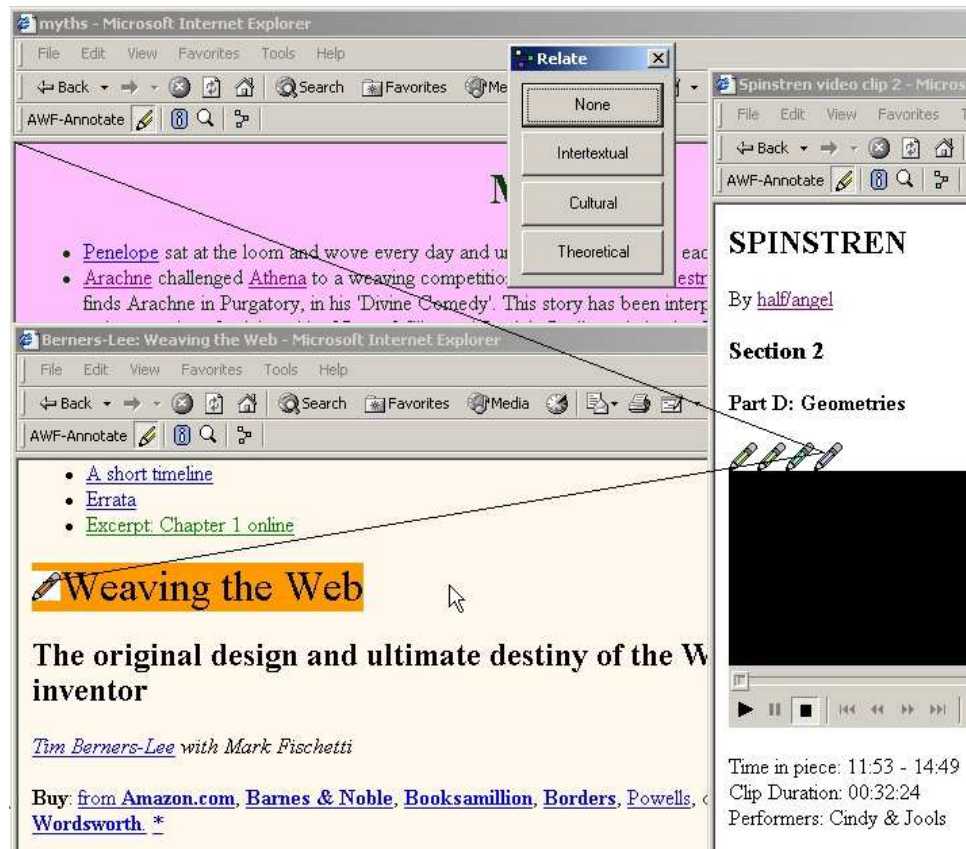 myths - Microsoft Internet Explorer
File Edit View Favorites Tools Help
Back Search Favorites
AWF-Annotate
Penelope sat at the loom and wove every day and
Arachne challenged Athena to a weaving
finds Arachne in Purgatory, in his 'Divine Comedy'. This story has been
Relate
None
Intertextual
Cultural
Theoretical
Berners-Lee: Weaving the Web - Microsoft Internet Explorer
File Edit View Favorites Tools Help
Back Search Favorites Media
AWF-Annotate
A short timeline
Errata
Excerpt: Chapter 1 online
Weaving the Web
The original design and ultimate destiny of the W
inventor
Tim Berners-Lee with Mark Fischetti
Buy: from Amazon.com, Barnes & Noble, Booksamillion, Borders, Powells,
Wordsworth. *
Spinstren video clip 2 -
File Edit View Favorites
Back
AWF-Annotate
SPINSTREN
By half/angel
Section 2
Part D: Geometries
Time in piece: 11:53 - 14:49
Clip Duration: 00:32:24
Performers: Cindy & Jools